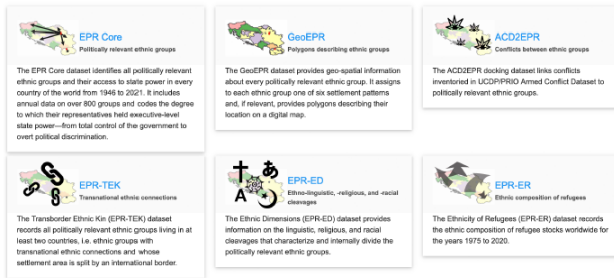 EPR Core
Politically relevant ethnic groups
The EPR Core dataset identifies all politically relevant
ethnic groups and their access to state power in every
country of the world from 1946 to 2021. It includes
annual data on over 800 groups and codes the degree
to which their representatives held executive-level
state power—from total control of the government to
overt political discrimination.
GeoEPR
Polygons describing ethnic groups
The GeoEPR dataset provides geo-spatial information
about every politically relevant ethnic group. It assigns
to each ethnic group one of six settlement patterns
and, if relevant, provides polygons describing their
location on a digital map.
ACD2EPR
Conflicts between ethnic groups
The ACD2EPR docking dataset links conflicts
inventoried in UCDP/PRIO Armed Conflict Dataset to
politically relevant ethnic groups.
EPR-TEK
Transnational ethnic connections
The Transborder Ethnic Kin (EPR-TEK) dataset
records all politically relevant ethnic groups living in at
least two countries, i.e. ethnic groups with
transnational ethnic connections and whose
settlement area is split by an international border.
あ
A
EPR-ED
Ethno-linguistic, -religious, and -racial
cleavages
The Ethnic Dimensions (EPR-ED) dataset provides
information on the linguistic, religious, and racial
cleavages that characterize and internally divide the
politically relevant ethnic groups.
EPR-ER
Ethnic composition of refugees
The Ethnicity of Refugees (EPR-ER) dataset records
the ethnic composition of refugee stocks worldwide for
the years 1975 to 2020.